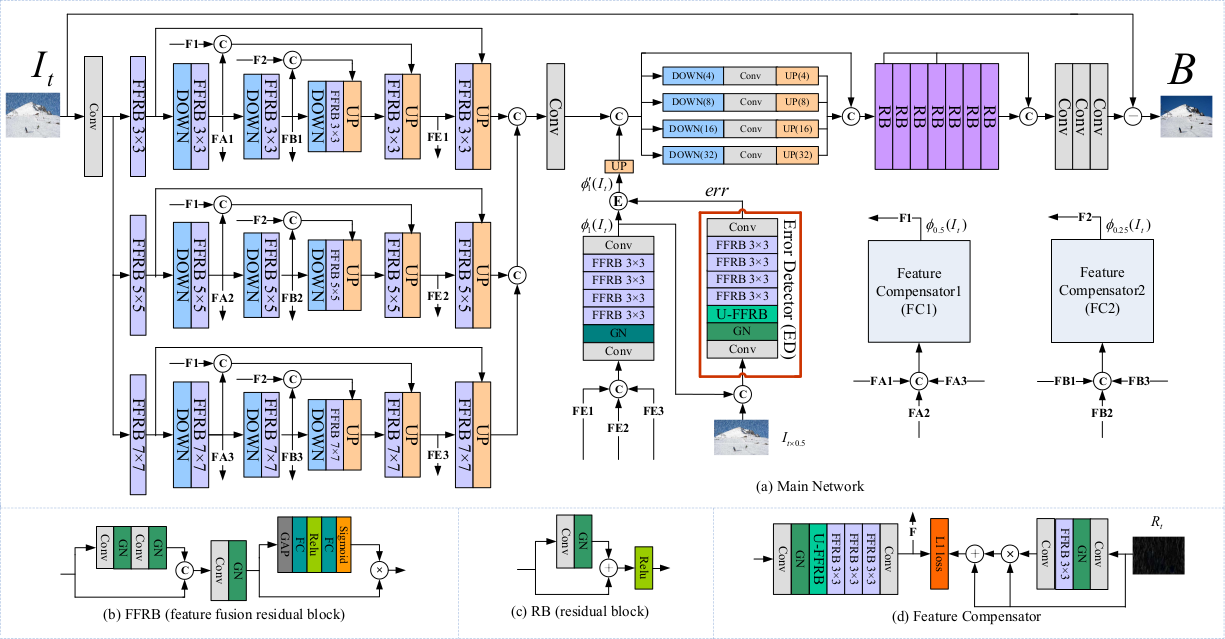 I_t
Conv
FFRB 3×3
DOWN
FFRB 3×3
F1
C
FA1
DOWN
FFRB 3×3
F2
C
FB1
DOWN
FFRB 3×3
UP
FFRB 3×3
UP
FE1
FFRB 3×3
UP
C
FFRB 5×5
DOWN
FFRB 5×5
F1
C
FA2
DOWN
FFRB 5×5
F2
C
FB2
DOWN
FFRB 5×5
UP
FFRB 5×5
UP
FE2
FFRB 5×5
UP
C
FFRB 7×7
DOWN
FFRB 7×7
F1
C
FA3
DOWN
FFRB 7×7
F2
C
FB3
DOWN
FFRB 7×7
UP
FFRB 7×7
UP
FE3
FFRB 7×7
UP
C
Conv
C
DOWN(4) Conv UP(4)
DOWN(8) Conv UP(8)
DOWN(16) Conv UP(16)
DOWN(32) Conv UP(32)
C
RB
RB
RB
RB
RB
RB
RB
C
Conv
Conv
Conv
−
B
UP
ϕ′₁(I_t)
E
err
ϕ₁(I_t)
Conv
FFRB 3×3
FFRB 3×3
FFRB 3×3
FFRB 3×3
GN
Conv
C
FE1
FE2
FE3
Conv
FFRB 3×3
FFRB 3×3
FFRB 3×3
FFRB 3×3
U-FFRB
GN
Conv
Error Detector (ED)
C
I_t×0.5
F1
ϕ_0.5(I_t)
Feature
Compensator1
(FC1)
FA1 C FA3
FA2
F2
ϕ_0.25(I_t)
Feature
Compensator2
(FC2)
FB1 C FB3
FB2
(a) Main Network
Conv
GN
Conv
GN
C
Conv
GN
GAP
FC
Relu
FC
Sigmoid
×
(b) FFRB (feature fusion residual block)
Conv
GN
+
Relu
(c) RB (residual block)
Conv
GN
U-FFRB
FFRB 3×3
FFRB 3×3
FFRB 3×3
Conv
F
L1 loss
+
×
Conv
FFRB 3×3
GN
Conv
R_t
(d) Feature Compensator